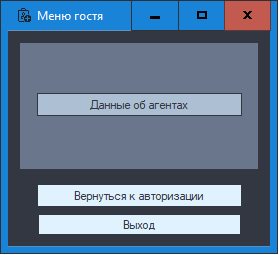 Меню гостя
Данные об агентах
Вернуться к авторизации
Выход